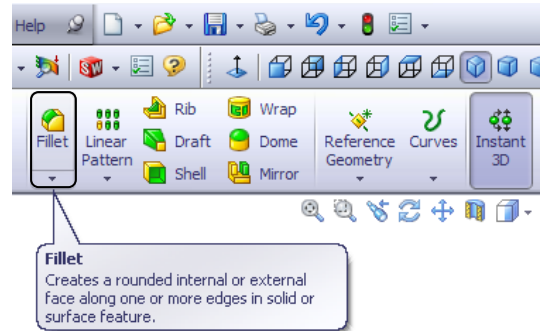 Help
Rib Wrap
Fillet Linear Pattern Draft Dome Reference Geometry Curves Instant 3D
Shell Mirror
Fillet
Creates a rounded internal or external
face along one or more edges in solid or
surface feature.